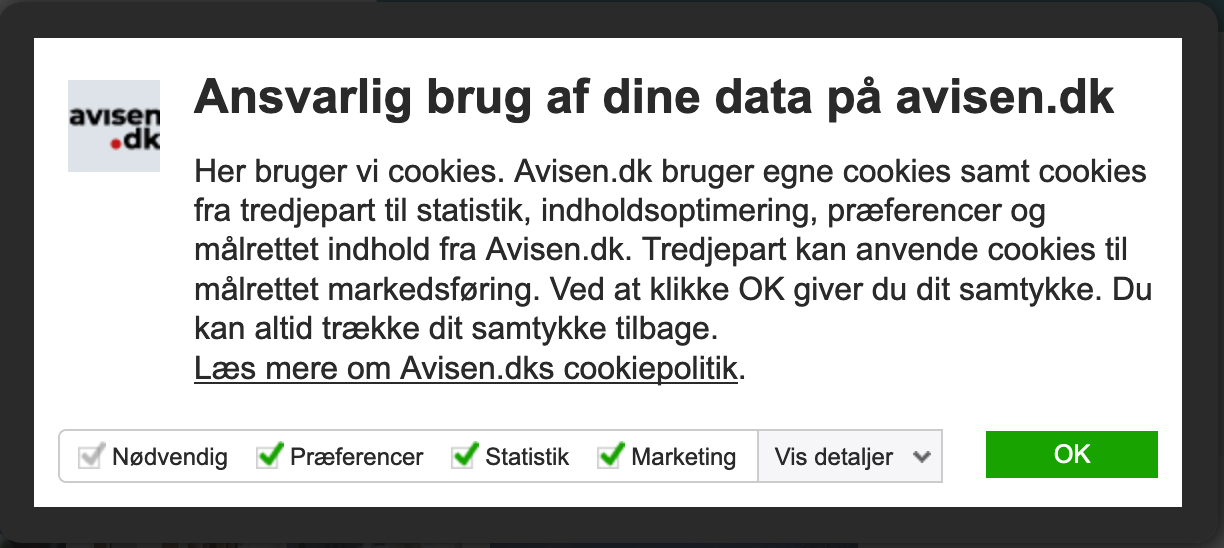 avisen
.dk
Ansvarlig brug af dine data på avisen.dk
Her bruger vi cookies. Avisen.dk bruger egne cookies samt cookies
fra tredjepart til statistik, indholdsoptimering, præferencer og
målrettet indhold fra Avisen.dk. Tredjepart kan anvende cookies til
målrettet markedsføring. Ved at klikke OK giver du dit samtykke. Du
kan altid trække dit samtykke tilbage.
Læs mere om Avisen.dks cookiepolitik.
Nødvendig Præferencer Statistik Marketing Vis detaljer OK